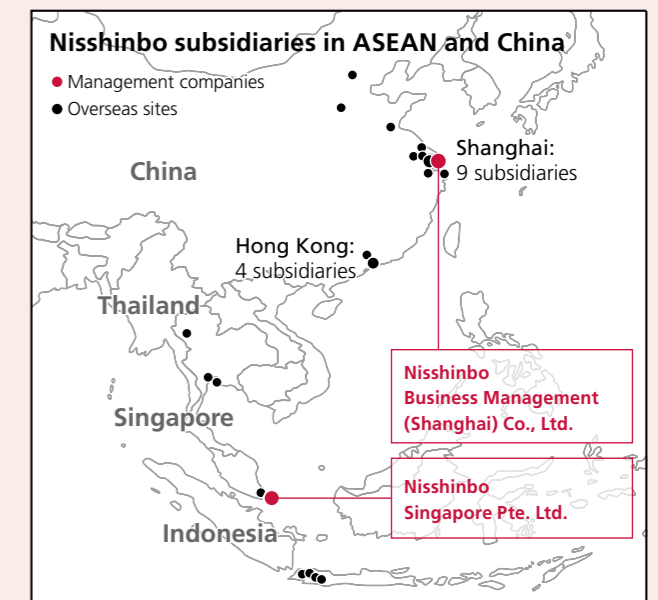 Nisshinbo subsidiaries in ASEAN and China
Management companies
Overseas sites
Shanghai:
9 subsidiaries
China
Hong Kong:
4 subsidiaries
Thailand
Nisshinbo
Business Management
(Shanghai) Co., Ltd.
Singapore
Nisshinbo
Singapore Pte. Ltd.
Indonesia